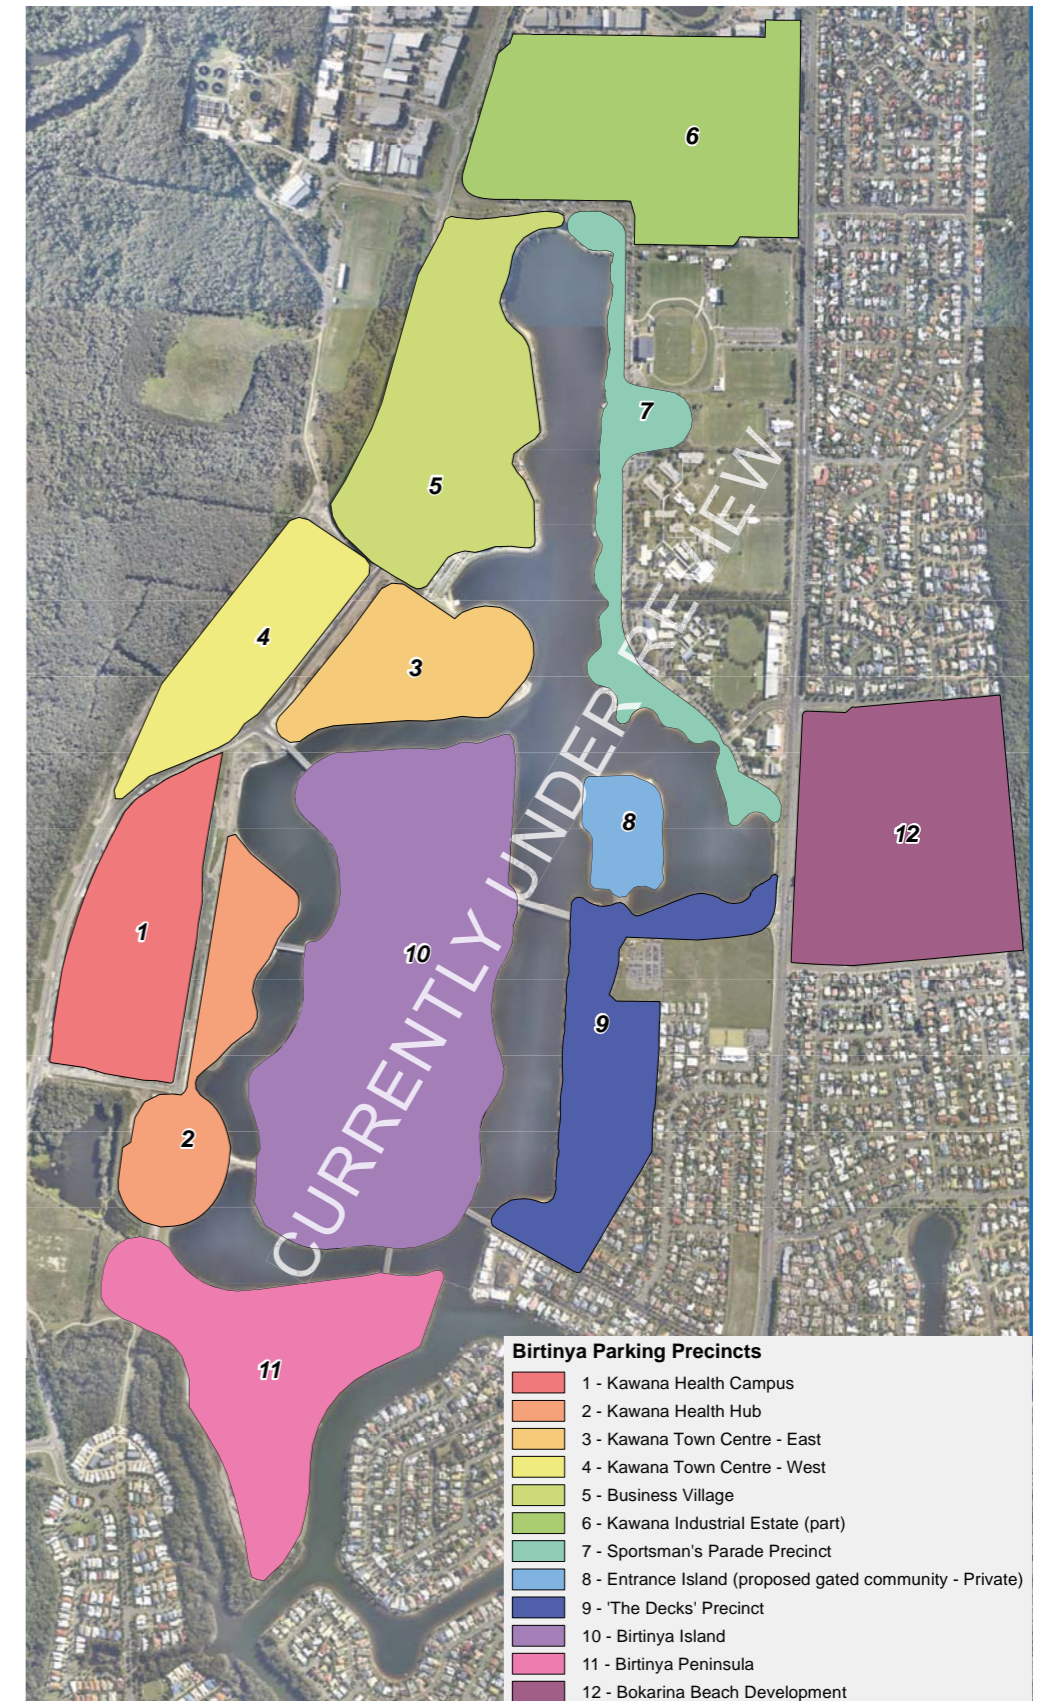 6
7
5
4
3
8
12
1
10
9
2
11
CURRENTLY UNDER REVIEW
Birtinya Parking Precincts
1 - Kawana Health Campus
2 - Kawana Health Hub
3 - Kawana Town Centre - East
4 - Kawana Town Centre - West
5 - Business Village
6 - Kawana Industrial Estate (part)
7 - Sportsman's Parade Precinct
8 - Entrance Island (proposed gated community - Private)
9 - 'The Decks' Precinct
10 - Birtinya Island
11 - Birtinya Peninsula
12 - Bokarina Beach Development